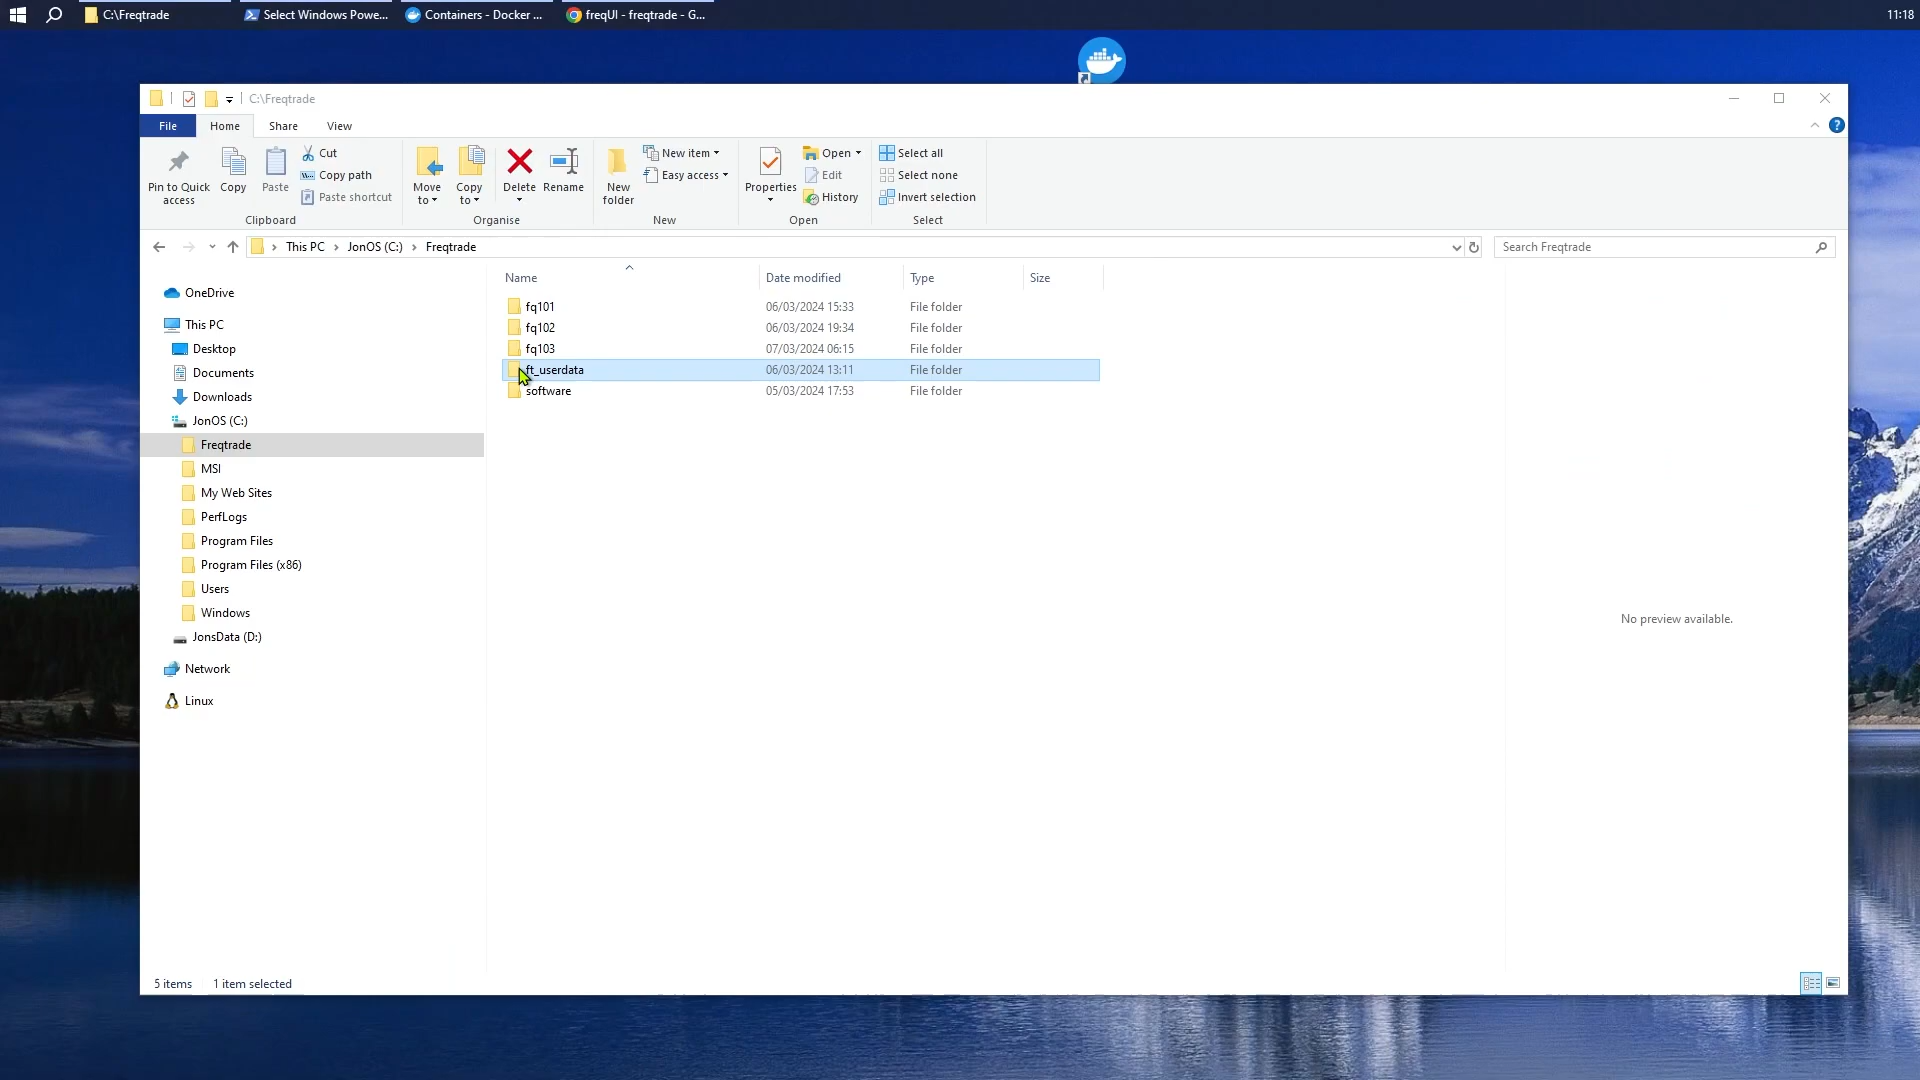 C:\Freqtrade
Select Windows Powe...
Containers - Docker ...
freqUI - freqtrade - G...
11:18
C:\Freqtrade
File
Home
Share
View
Pin to Quick access
Copy
Paste
Cut
Copy path
Paste shortcut
Clipboard
Move to
Copy to
Delete
Rename
Organise
New folder
New item
Easy access
New
Properties
Open
Edit
History
Open
Select all
Select none
Invert selection
Select
This PC > JonOS (C:) > Freqtrade
Search Freqtrade
OneDrive
This PC
Desktop
Documents
Downloads
JonOS (C:)
Freqtrade
MSI
My Web Sites
PerfLogs
Program Files
Program Files (x86)
Users
Windows
JonsData (D:)
Network
Linux
Name Date modified Type Size
fq101 06/03/2024 15:33 File folder
fq102 06/03/2024 19:34 File folder
fq103 07/03/2024 06:15 File folder
ft_userdata 06/03/2024 13:11 File folder
software 05/03/2024 17:53 File folder
No preview available.
5 items 1 item selected